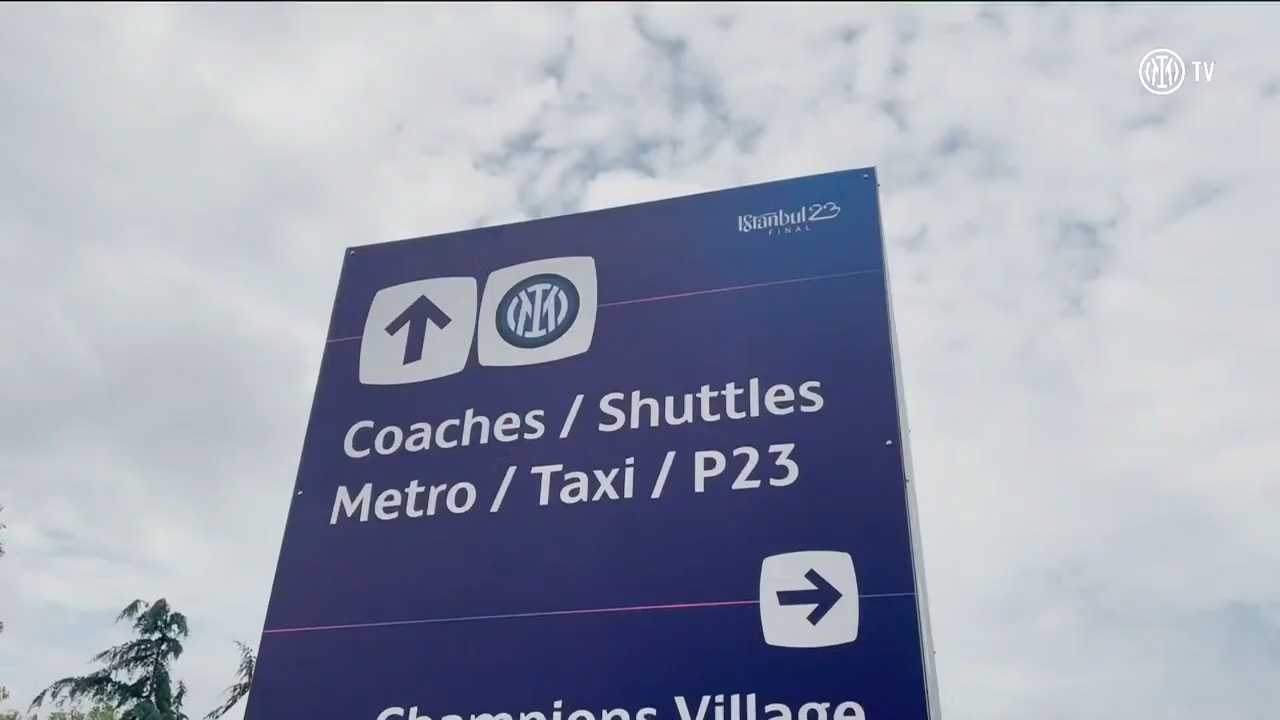 TV
Istanbul 23
FINAL
Coaches / Shuttles
Metro / Taxi / P23
Champions Village